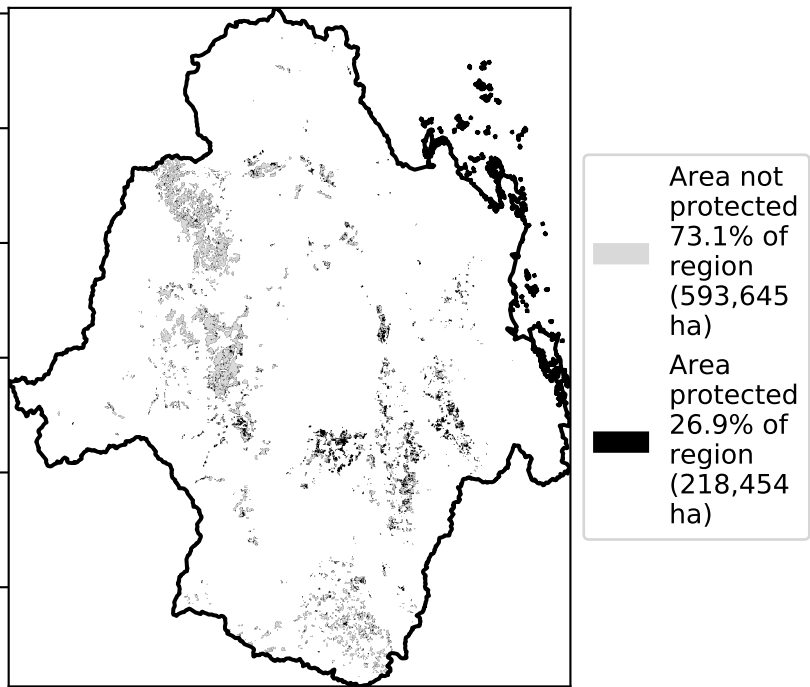 Area not
protected
73.1% of
region
(593,645
ha)
Area
protected
26.9% of
region
(218,454
ha)